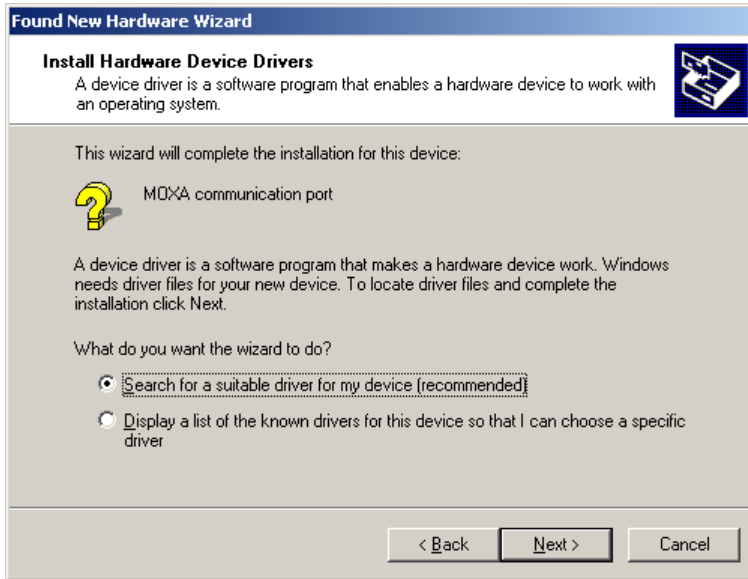 Found New Hardware Wizard
Install Hardware Device Drivers
A device driver is a software program that enables a hardware device to work with
an operating system.
This wizard will complete the installation for this device:
MOXA communication port
A device driver is a software program that makes a hardware device work. Windows
needs driver files for your new device. To locate driver files and complete the
installation click Next.
What do you want the wizard to do?
Search for a suitable driver for my device (recommended)
Display a list of the known drivers for this device so that I can choose a specific
driver
< Back Next > Cancel